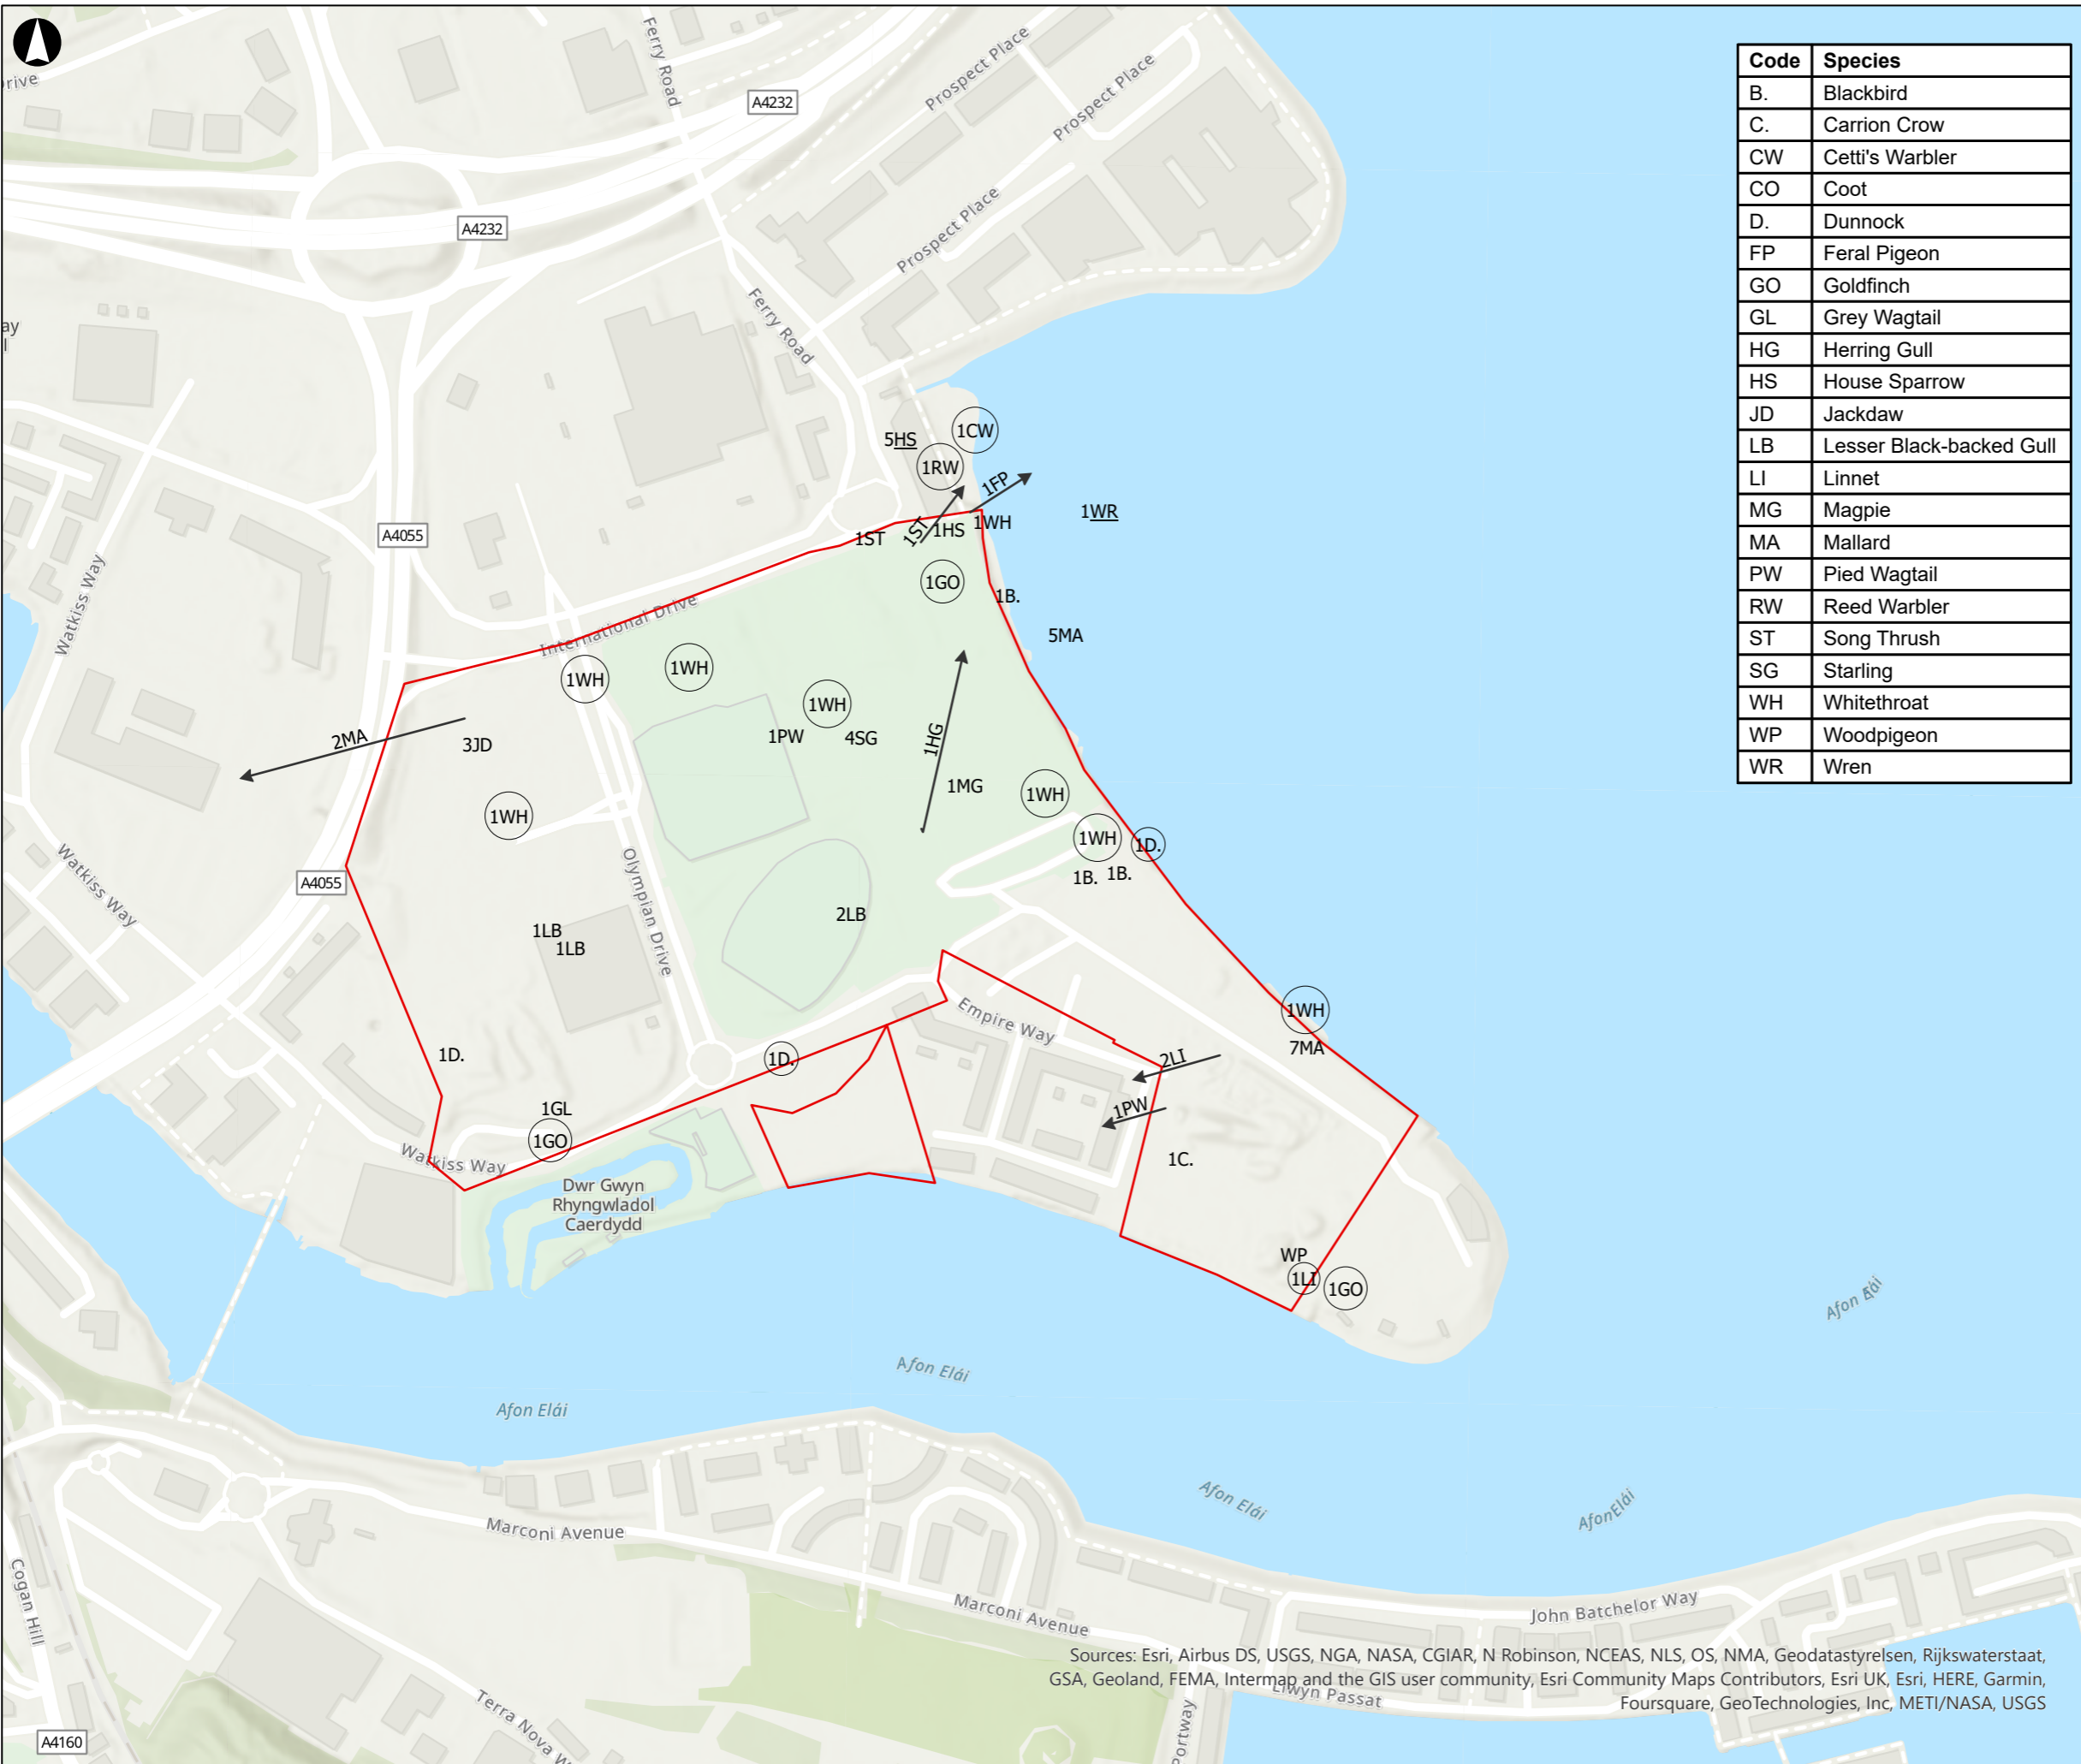 Code Species
B. Blackbird
C. Carrion Crow
CW Cetti's Warbler
CO Coot
D. Dunnock
FP Feral Pigeon
GO Goldfinch
GL Grey Wagtail
HG Herring Gull
HS House Sparrow
JD Jackdaw
LB Lesser Black-backed Gull
LI Linnet
MG Magpie
MA Mallard
PW Pied Wagtail
RW Reed Warbler
ST Song Thrush
SG Starling
WH Whitethroat
WP Woodpigeon
WR Wren
Ferry Road
Prospect Place
Prospect Place
A4232
Prospect Place
A4232
Ferry Road
5HS
1CW
1RW
1FP
1WR
A4055
1ST
1ST
1HS
1WH
1GO
1B.
Watkiss Way
International Drive
5MA
1WH
1WH
1WH
2MA
3JD
1PW
4SG
1HG
1MG
1WH
1WH
1WH
1D.
Watkiss Way
A4055
Olympian Drive
1B.
1B.
2LB
1LB
1LB
1WH
Empire Way
7MA
1D.
1D.
2LI
1GL
1PW
1GO
Watkiss Way
1C.
Dwr Gwyn
Rhyngwladol
Caerdydd
WP
1LI
1GO
Afon Elái
Afon Elái
Afon Elái
Afon Elái
Afon Elái
Marconi Avenue
Cogan Hill
Marconi Avenue
John Batchelor Way
Terra Nova
Llwyn Passat
Portway
A4160
Sources: Esri, Airbus DS, USGS, NGA, NASA, CGIAR, N Robinson, NCEAS, NLS, OS, NMA, Geodatastyrelsen, Rijkswaterstaat,
GSA, Geoland, FEMA, Intermap and the GIS user community, Esri Community Maps Contributors, Esri UK, Esri, HERE, Garmin,
Foursquare, GeoTechnologies, Inc, METI/NASA, USGS